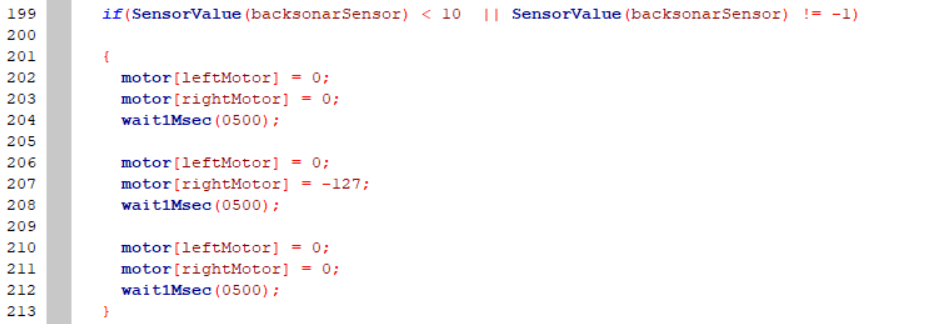 199 if(SensorValue(backsonarSensor) < 10 || SensorValue(backsonarSensor) != -1)
200
201 {
202 motor[leftMotor] = 0;
203 motor[rightMotor] = 0;
204 wait1Msec(0500);
205
206 motor[leftMotor] = 0;
207 motor[rightMotor] = -127;
208 wait1Msec(0500);
209
210 motor[leftMotor] = 0;
211 motor[rightMotor] = 0;
212 wait1Msec(0500);
213 }